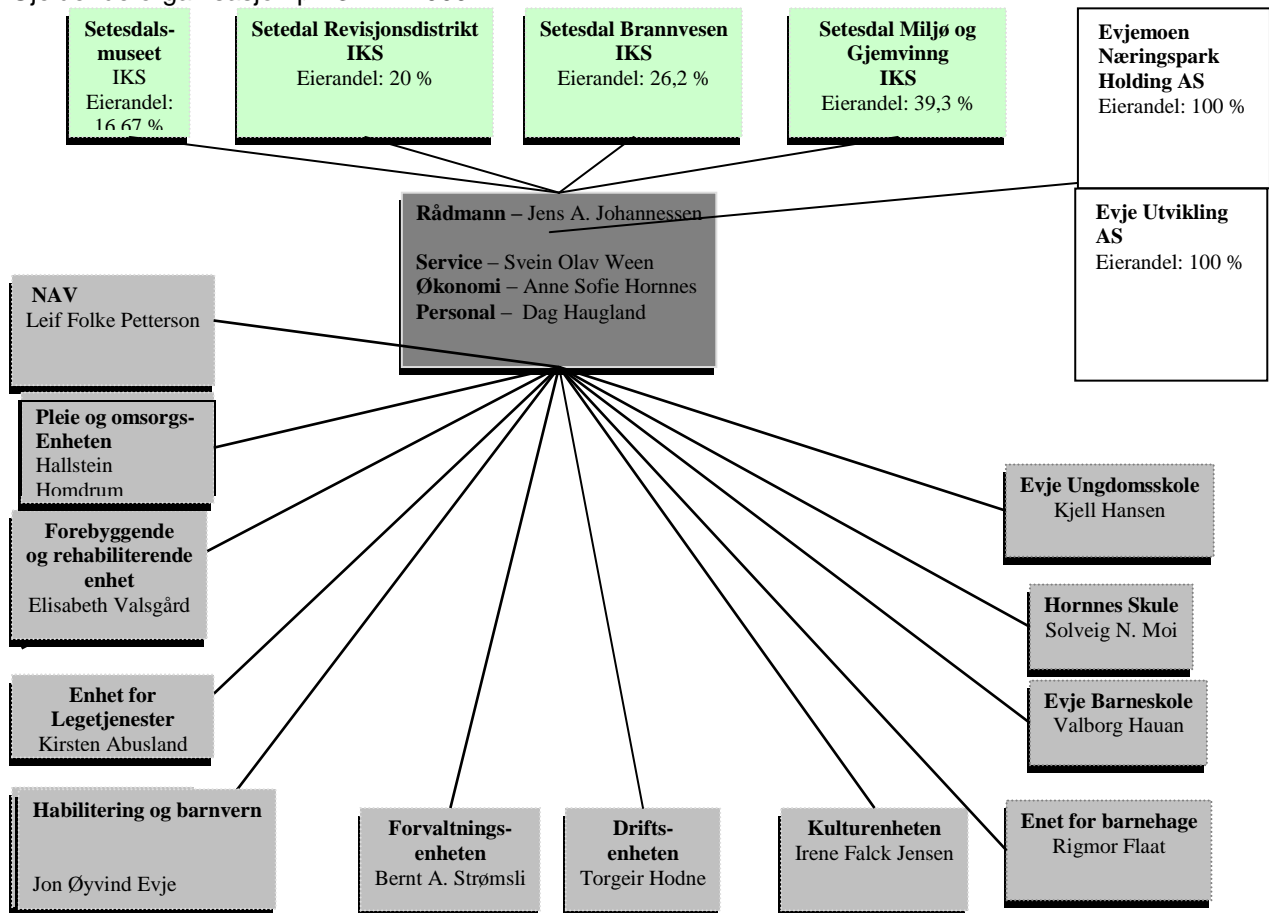 Setesdals-
museet
IKS
Eierandel:
16,67 %
Setedal Revisjonsdistrikt
IKS
Eierandel: 20 %
Setesdal Brannvesen
IKS
Eierandel: 26,2 %
Setesdal Miljø og
Gjemvinng
IKS
Eierandel: 39,3 %
Evjemoen
Næringspark
Holding AS
Eierandel: 100 %
Evje Utvikling
AS
Eierandel: 100 %
Rådmann – Jens A. Johannessen
Service – Svein Olav Ween
Økonomi – Anne Sofie Hornnes
Personal – Dag Haugland
NAV
Leif Folke Petterson
Pleie og omsorgs-
Enheten
Hallstein
Homdrum
Forebyggende
og rehabiliterende
enhet
Elisabeth Valsgård
Enhet for
Legetjenester
Kirsten Abusland
Habilitering og barnvern
Jon Øyvind Evje
Forvaltnings-
enheten
Bernt A. Strømsli
Drifts-
enheten
Torgeir Hodne
Kulturenheten
Irene Falck Jensen
Evje Ungdomsskole
Kjell Hansen
Hornnes Skule
Solveig N. Moi
Evje Barneskole
Valborg Hauan
Enet for barnehage
Rigmor Flaat